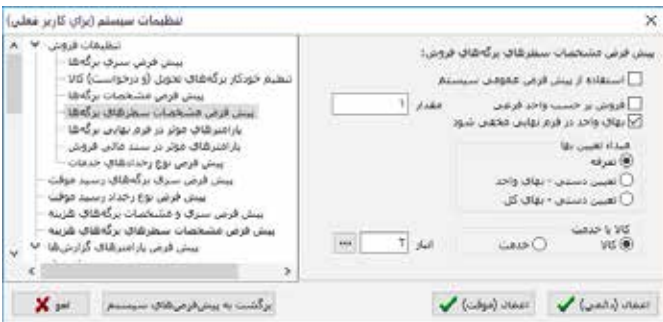 تنظیمات سیستم (برای کاربر فعلی)
پیش فرض مشخصات سطرهای برگه‌های فروش:
استفاده از پیش فرض عمومی سیستم
فروش بر حسب واحد فرعی
مقدار
بهای واحد در فرم نهایی مخفی شود
مبداء تعیین بها
تعرفه
تعیین دستی - بهای واحد
تعیین دستی - بهای کل
کالا یا خدمت
کالا
خدمت
انبار
...
تنظیمات فروش
پیش فرض سری برگه‌ها
تنظیم خودکار برگه‌های تحویل (و درخواست) کالا
پیش فرض مشخصات برگه‌ها
پیش فرض مشخصات سطرهای برگه‌ها
پارامترهای موثر در فرم نهایی برگه‌ها
پارامترهای موثر در سند مالی فروش
پیش فرض نوع رخدادهای خدمات
پیش فرض سری برگه‌های رسید موقت
پیش فرض نوع رخداد رسید موقت
پیش فرض سری و مشخصات برگه‌های هزینه
پیش فرض مشخصات سطرهای برگه‌های هزینه
پیش فرض پارامترهای گزارش‌ها
اعمال (دائمی)
اعمال (موقت)
برگشت به پیش‌فرض‌های سیستم
لغو